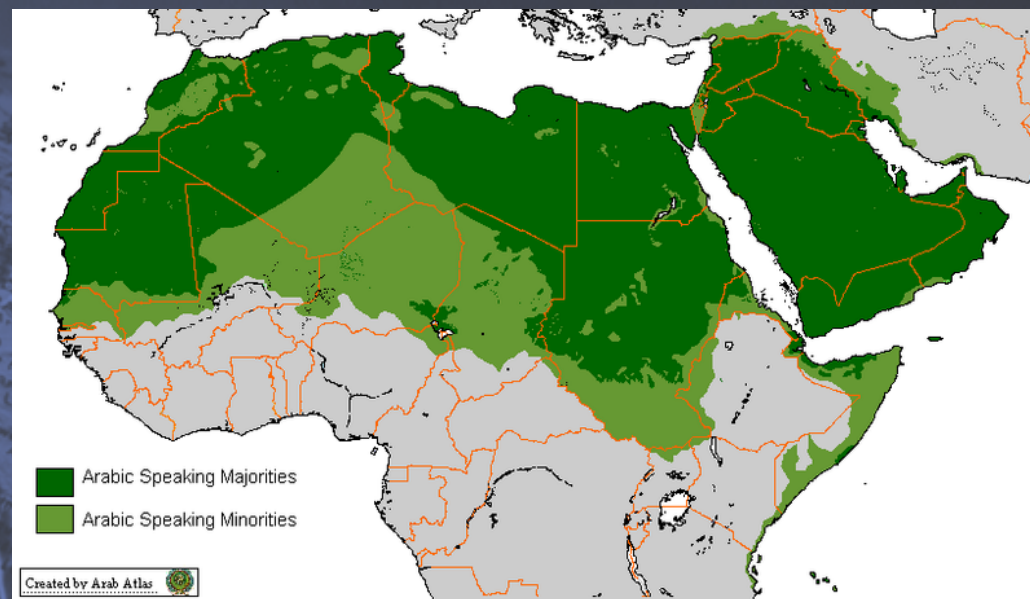 Arabic Speaking Majorities
Arabic Speaking Minorities
Created by Arab Atlas